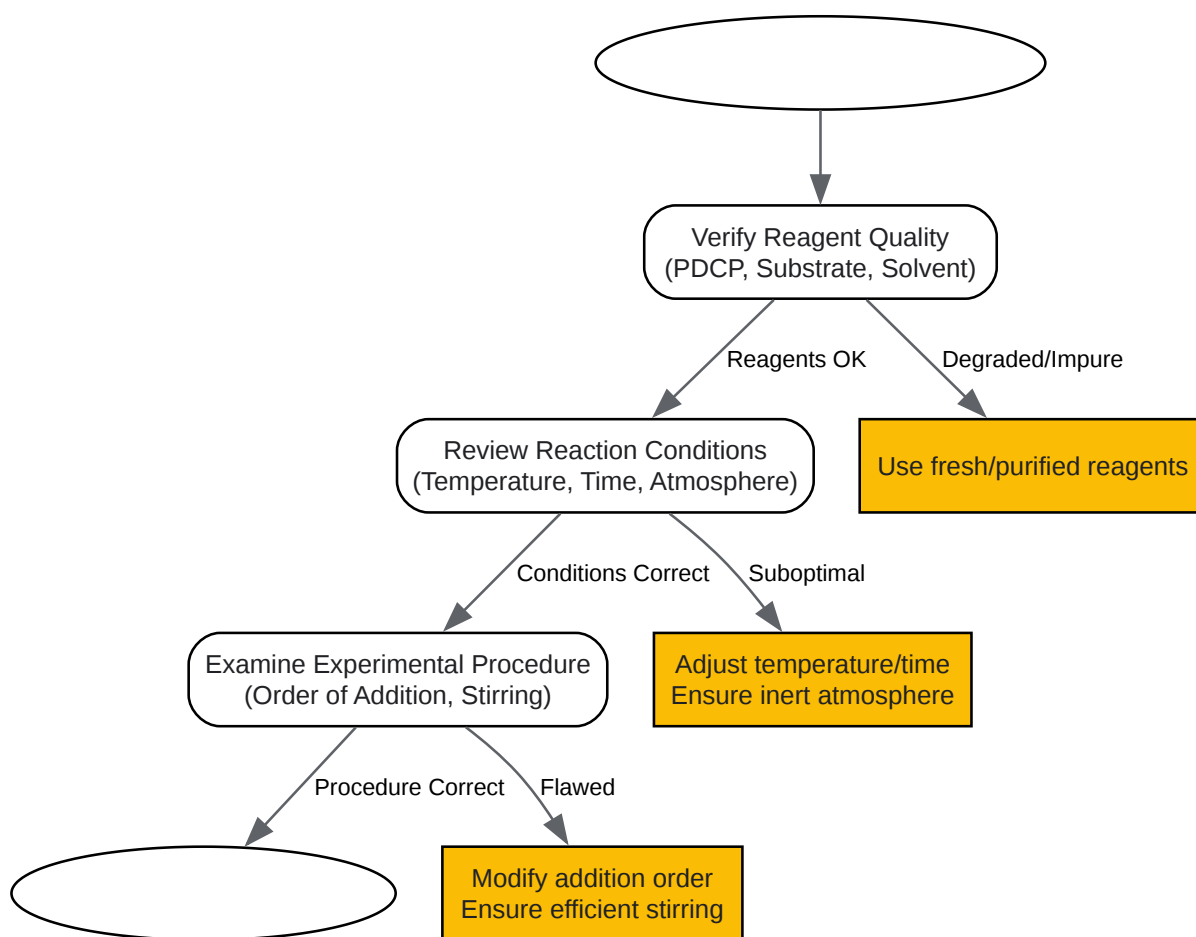 Verify Reagent Quality
(PDCP, Substrate, Solvent)
Reagents OK
Degraded/Impure
Review Reaction Conditions
(Temperature, Time, Atmosphere)
Use fresh/purified reagents
Conditions Correct
Suboptimal
Examine Experimental Procedure
(Order of Addition, Stirring)
Adjust temperature/time
Ensure inert atmosphere
Procedure Correct
Flawed
Modify addition order
Ensure efficient stirring